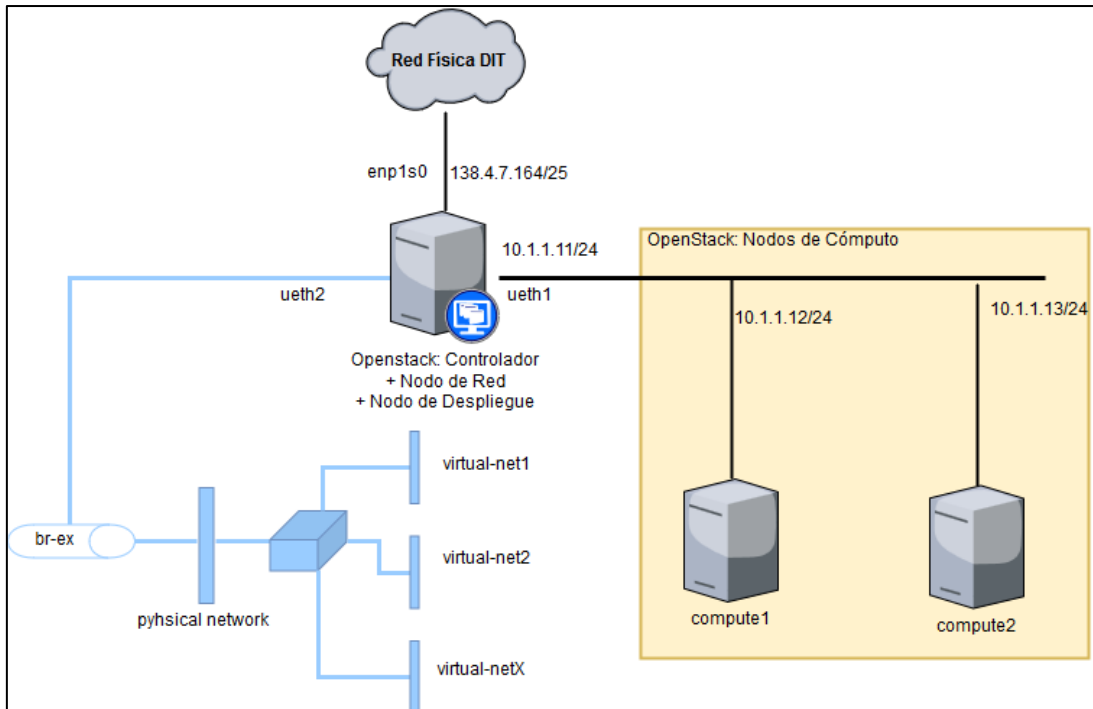 Red Física DIT
enp1s0
138.4.7.164/25
10.1.1.11/24
OpenStack: Nodos de Cómputo
ueth2
ueth1
10.1.1.12/24
10.1.1.13/24
Openstack: Controlador
+ Nodo de Red
+ Nodo de Despliegue
virtual-net1
br-ex
virtual-net2
pyhsical network
compute1
compute2
virtual-netX